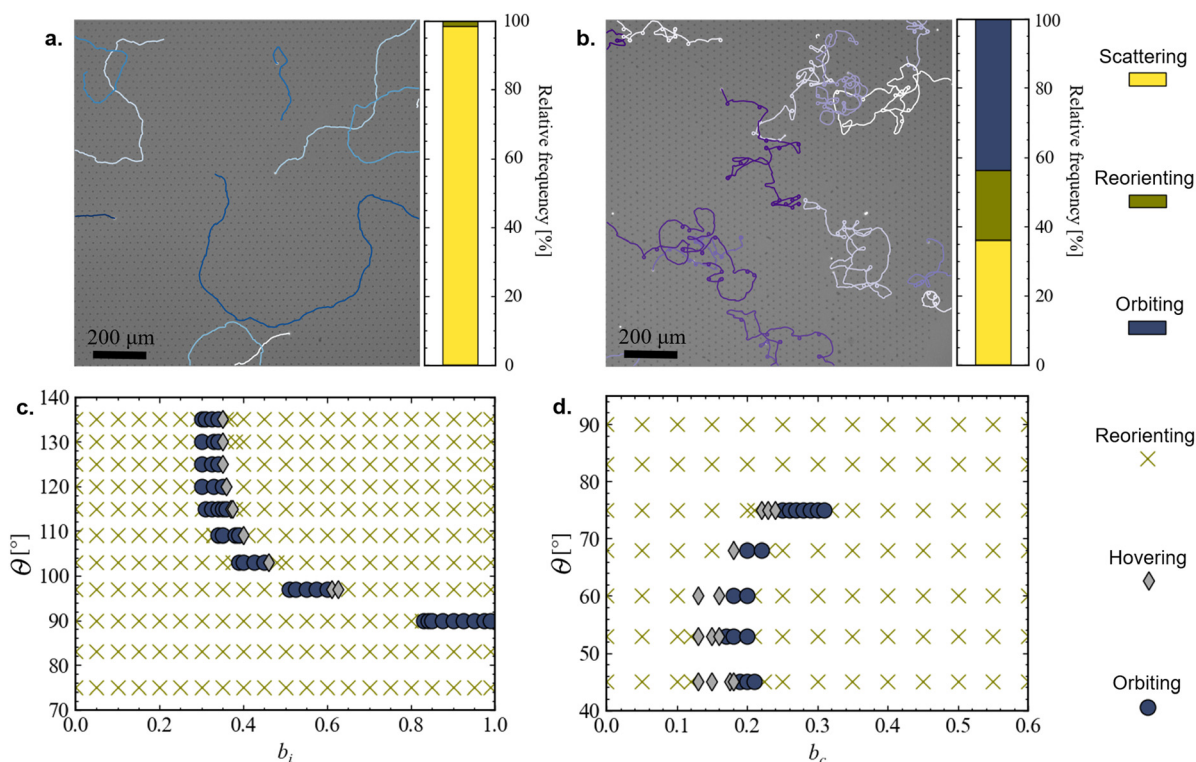 a.
100
80
60
40
20
0
Relative frequency [%]
200 μm
b.
100
80
60
40
20
0
Relative frequency [%]
200 μm
Scattering
Reorienting
Orbiting
c.
140
130
120
110
100
90
80
70
θ[°]
0.0 0.2 0.4 0.6 0.8 1.0
b_i
d.
90
80
70
60
50
40
θ[°]
0.0 0.1 0.2 0.3 0.4 0.5 0.6
b_c
Reorienting
Hovering
Orbiting